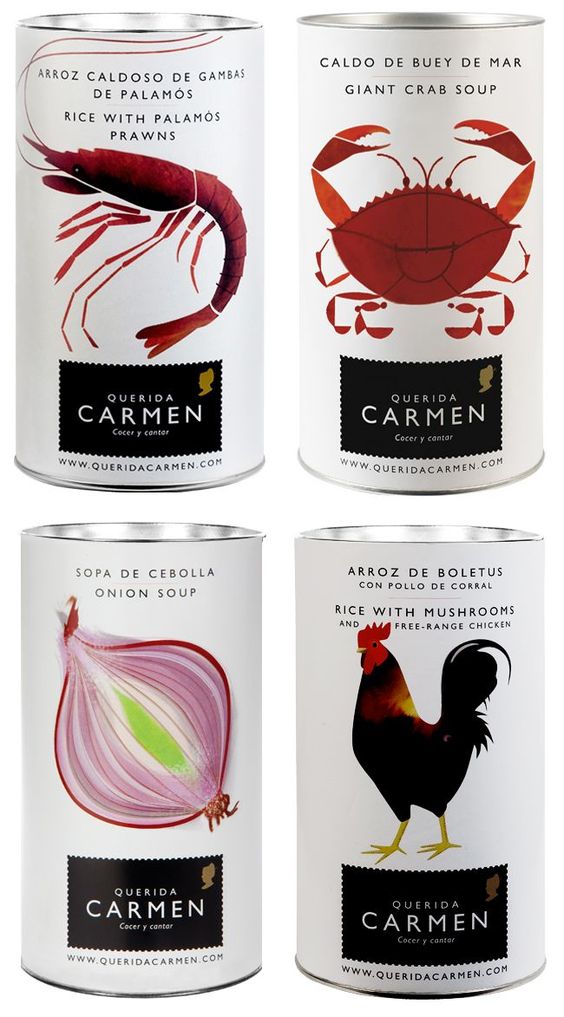 ARROZ CALDOSO DE GAMBAS
DE PALAMÓS
RICE WITH PALAMÓS
PRAWNS
QUERIDA
CARMEN
Cocer y cantar
WWW.QUERIDACARMEN.COM
CALDO DE BUEY DE MAR
GIANT CRAB SOUP
QUERIDA
CARMEN
Cocer y cantar
WWW.QUERIDACARMEN.COM
SOPA DE CEBOLLA
ONION SOUP
QUERIDA
CARMEN
Cocer y cantar
WWW.QUERIDACARMEN.COM
ARROZ DE BOLETUS
CON POLLO DE CORRAL
RICE WITH MUSHROOMS
AND FREE-RANGE CHICKEN
QUERIDA
CARMEN
Cocer y cantar
WWW.QUERIDACARMEN.COM